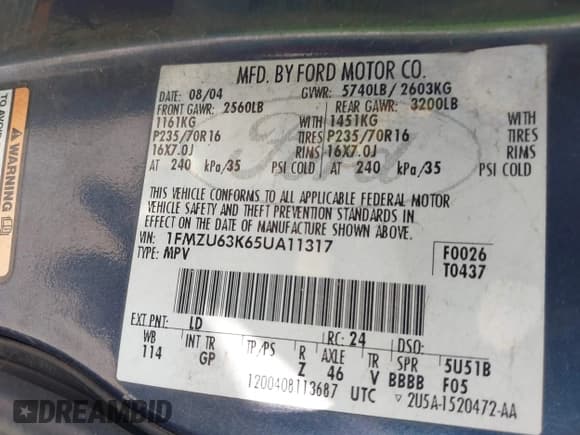 MFD. BY FORD MOTOR CO.
DATE: 08/04 GVWR: 5740LB/ 2603KG
FRONT GAWR: 2560LB REAR GAWR: 3200LB
1161KG WITH 1451KG WITH
P235/70R16 TIRES P235/70R16 TIRES
16X7.0J RIMS 16X7.0J RIMS
AT 240 kPa/35 PSI COLD AT 240 kPa/35 PSI COLD
Ford
THIS VEHICLE CONFORMS TO ALL APPLICABLE FEDERAL MOTOR
VEHICLE SAFETY AND THEFT PREVENTION STANDARDS IN
EFFECT ON THE DATE OF MANUFACTURE SHOWN ABOVE.
VIN: 1FMZU63K65UA11317 F0026
TYPE: MPV T0437
EXT PNT: LD RC: 24 DSO:
WB INT TR TP/PS R AXLE TR SPR 5U51B
114 GP Z 46 V BBBB F05
1200408113687 UTC ▽ 2U5A-1520472-AA
WARNING
TO AVOID
DREAMBID